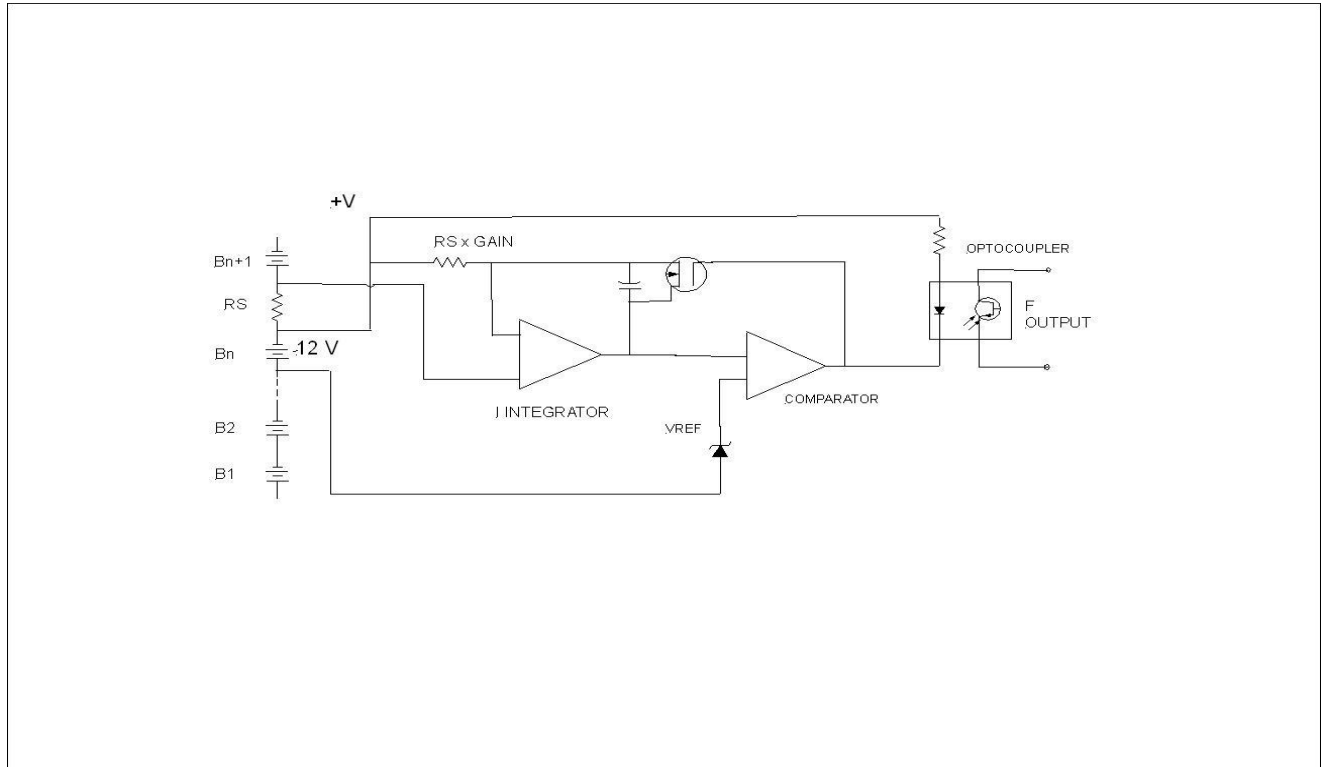 +V
RS x GAIN
OPTOCOUPLER
Bn+1
RS
F
OUTPUT
Bn
-12 V
I INTEGRATOR
COMPARATOR
VREF
B2
B1